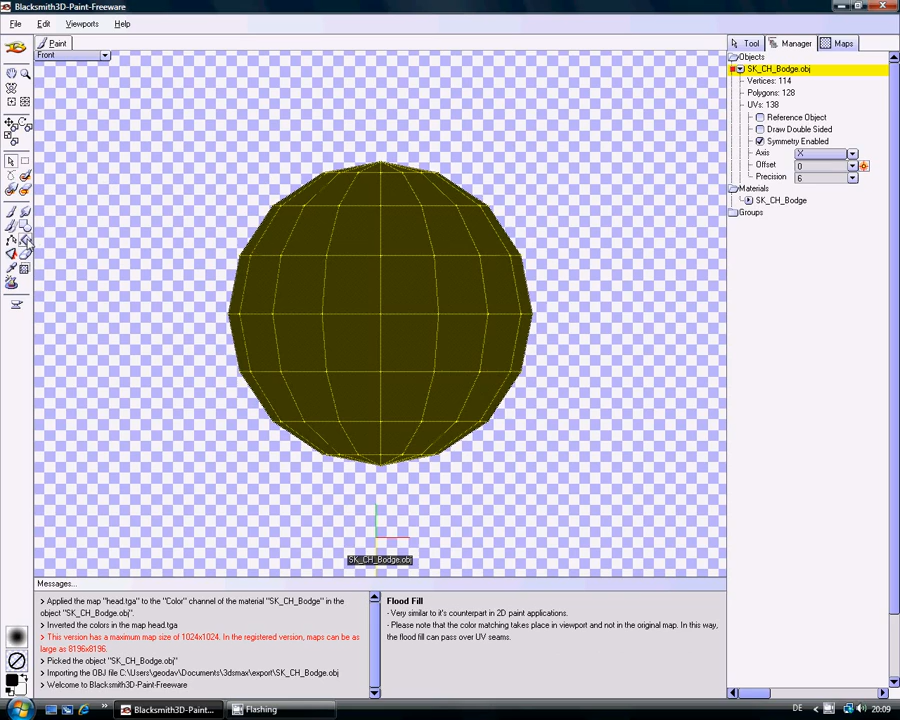 Blacksmith3D-Paint-Freeware
File Edit Viewports Help
Paint
Front
Tool Manager Maps
Objects
SK_CH_Bodge.obj
Vertices: 114
Polygons: 128
UVs: 138
Reference Object
Draw Double Sided
Symmetry Enabled
Axis X
Offset 0
Precision 6
Materials
SK_CH_Bodge
Groups
SK_CH_Bodge.obj
Messages...
> Applied the map "head.tga" to the "Color" channel of the material "SK_CH_Bodge" in the
object "SK_CH_Bodge.obj".
> Inverted the colors in the map head.tga
> This version has a maximum map size of 1024x1024. In the registered version, maps can be as
large as 8196x8196.
> Picked the object "SK_CH_Bodge.obj"
> Importing the OBJ file C:\Users\geodav\Documents\3dsmax\export\SK_CH_Bodge.obj
> Welcome to Blacksmith3D-Paint-Freeware
Flood Fill
- Very similar to it's counterpart in 2D paint applications.
- Please note that the color matching takes place in viewport and not in the original map. In this way,
the flood fill can pass over UV seams.
Blacksmith3D-Paint... Flashing DE 20:09